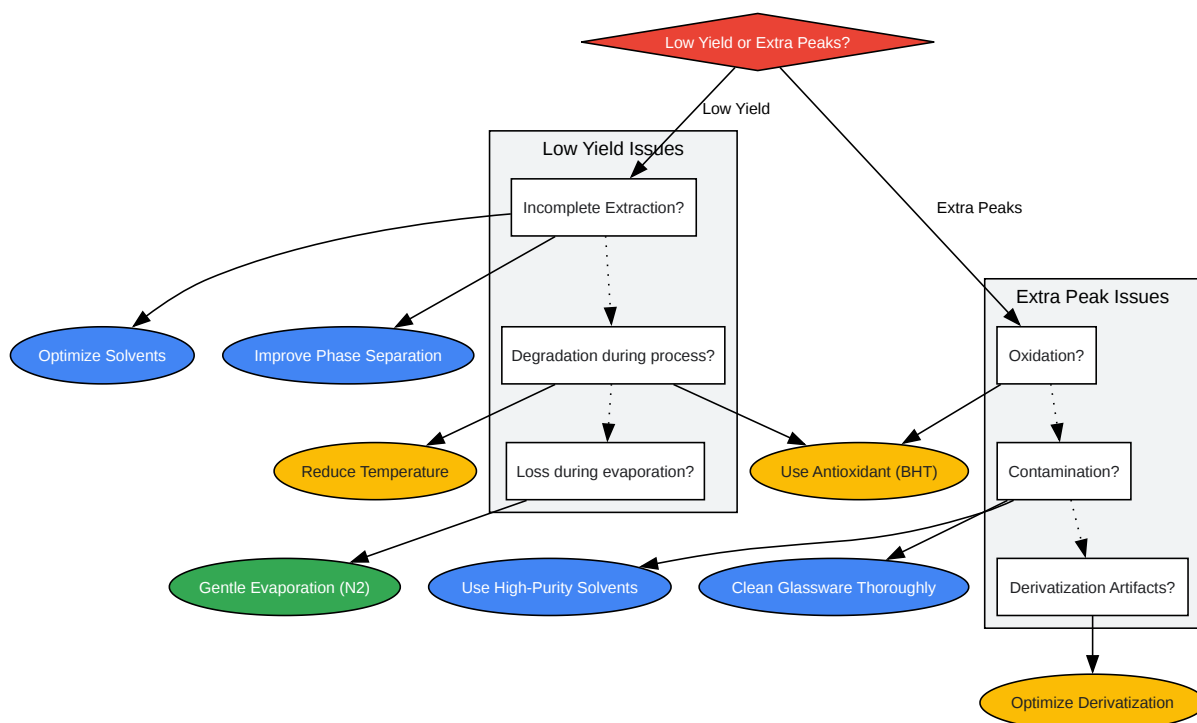 Low Yield or Extra Peaks?
Low Yield
Low Yield Issues
Incomplete Extraction?
Extra Peaks
Extra Peak Issues
Optimize Solvents
Improve Phase Separation
Degradation during process?
Oxidation?
Reduce Temperature
Loss during evaporation?
Use Antioxidant (BHT)
Contamination?
Gentle Evaporation (N2)
Use High-Purity Solvents
Clean Glassware Thoroughly
Derivatization Artifacts?
Optimize Derivatization